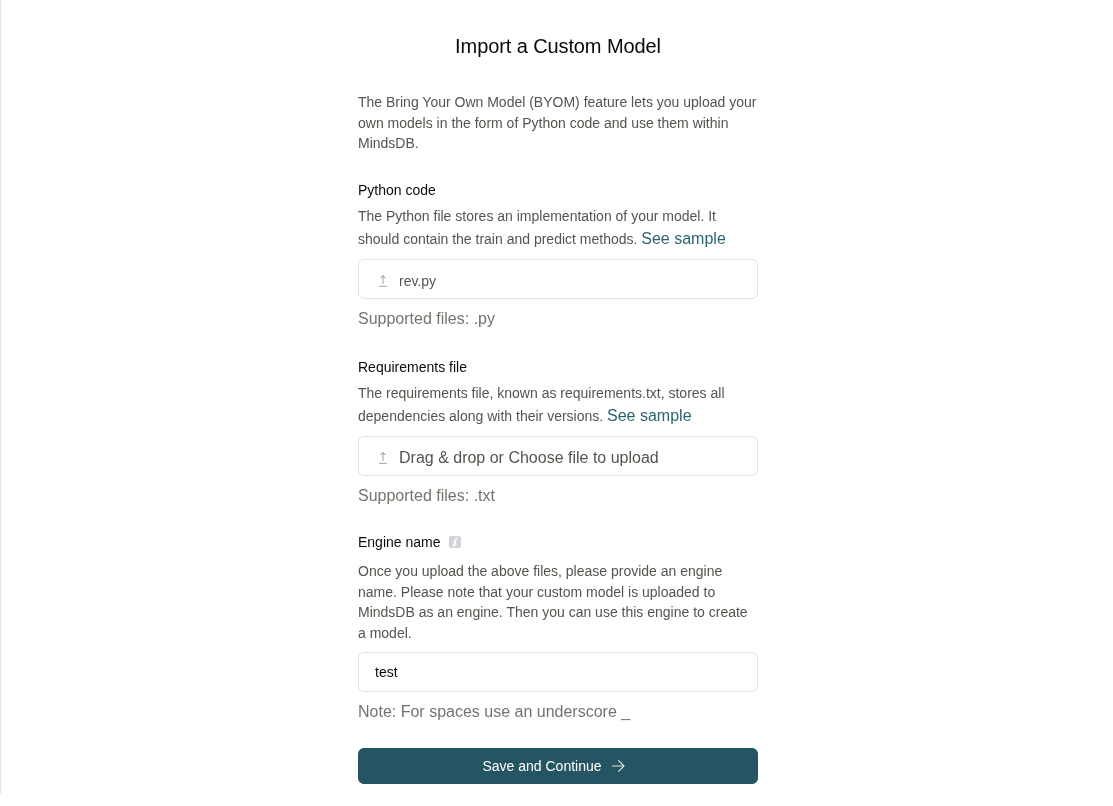 Import a Custom Model
The Bring Your Own Model (BYOM) feature lets you upload your
own models in the form of Python code and use them within
MindsDB.
Python code
The Python file stores an implementation of your model. It
should contain the train and predict methods. See sample
rev.py
Supported files: .py
Requirements file
The requirements file, known as requirements.txt, stores all
dependencies along with their versions. See sample
Drag & drop or Choose file to upload
Supported files: .txt
Engine name
Once you upload the above files, please provide an engine
name. Please note that your custom model is uploaded to
MindsDB as an engine. Then you can use this engine to create
a model.
test
Note: For spaces use an underscore _
Save and Continue